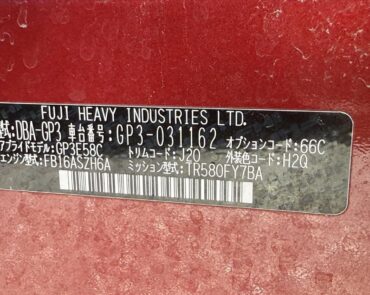 FUJI HEAVY INDUSTRIES LTD.
型式:DBA-GP3 車台番号:GP3-031162 オプションコード:66C
アプライドモデル:GP3E58C トリムコード:J20 外装色コード:H2Q
エンジン型式:FB16ASZH6A ミッション型式:TR580FY7BA